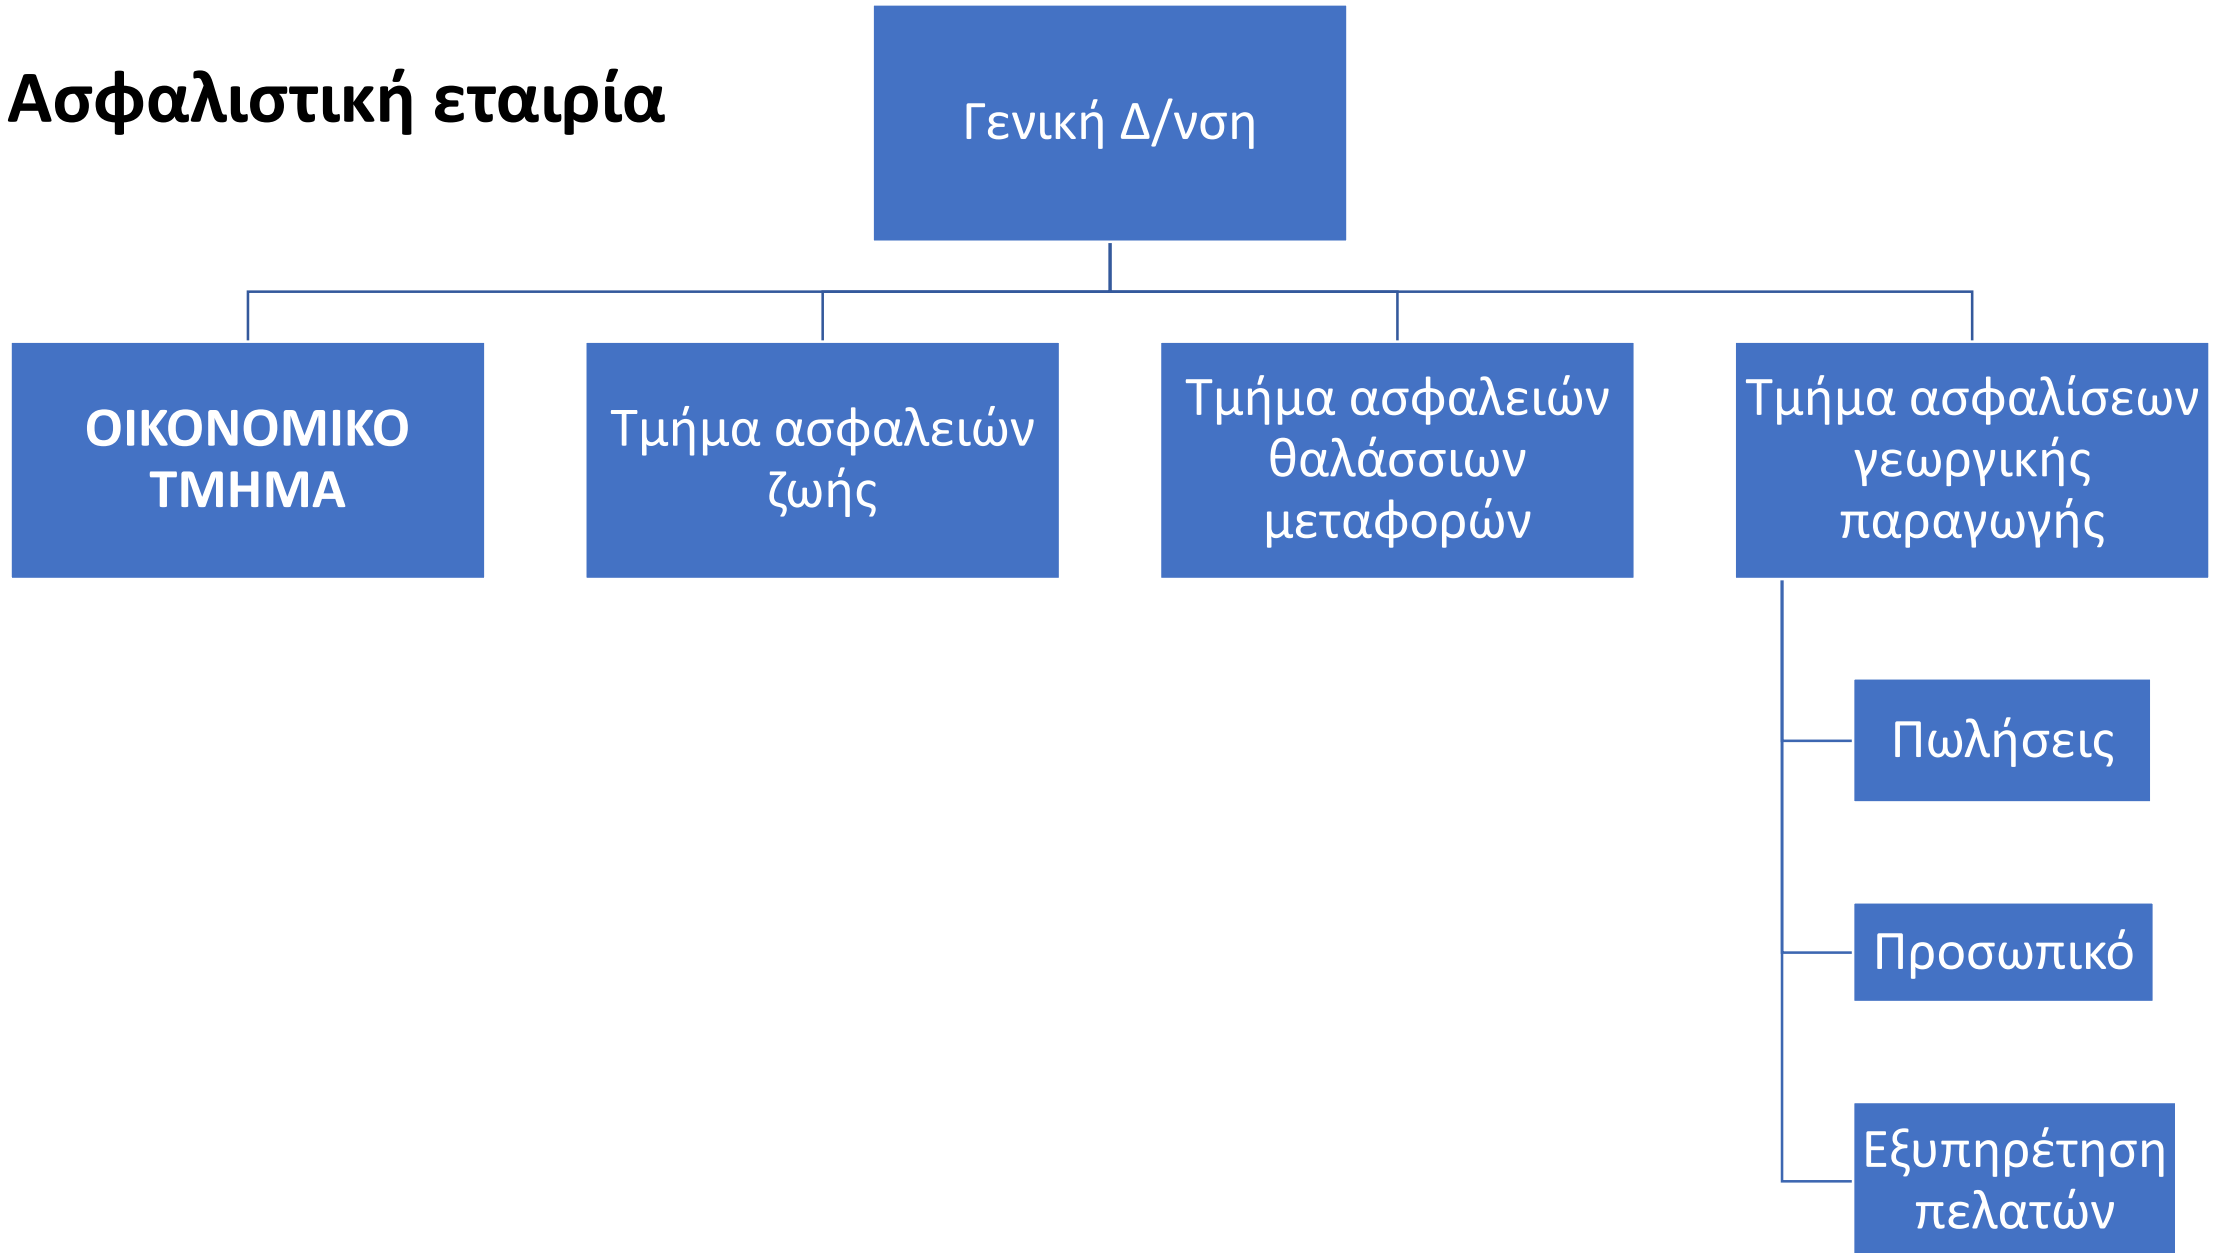 Ασφαλιστική εταιρία
Γενική Δ/νση
ΟΙΚΟΝΟΜΙΚΟ
ΤΜΗΜΑ
Τμήμα ασφαλειών
ζωής
Τμήμα ασφαλειών
θαλάσσιων
μεταφορών
Τμήμα ασφαλίσεων
γεωργικής
παραγωγής
Πωλήσεις
Προσωπικό
Εξυπηρέτηση
πελατών